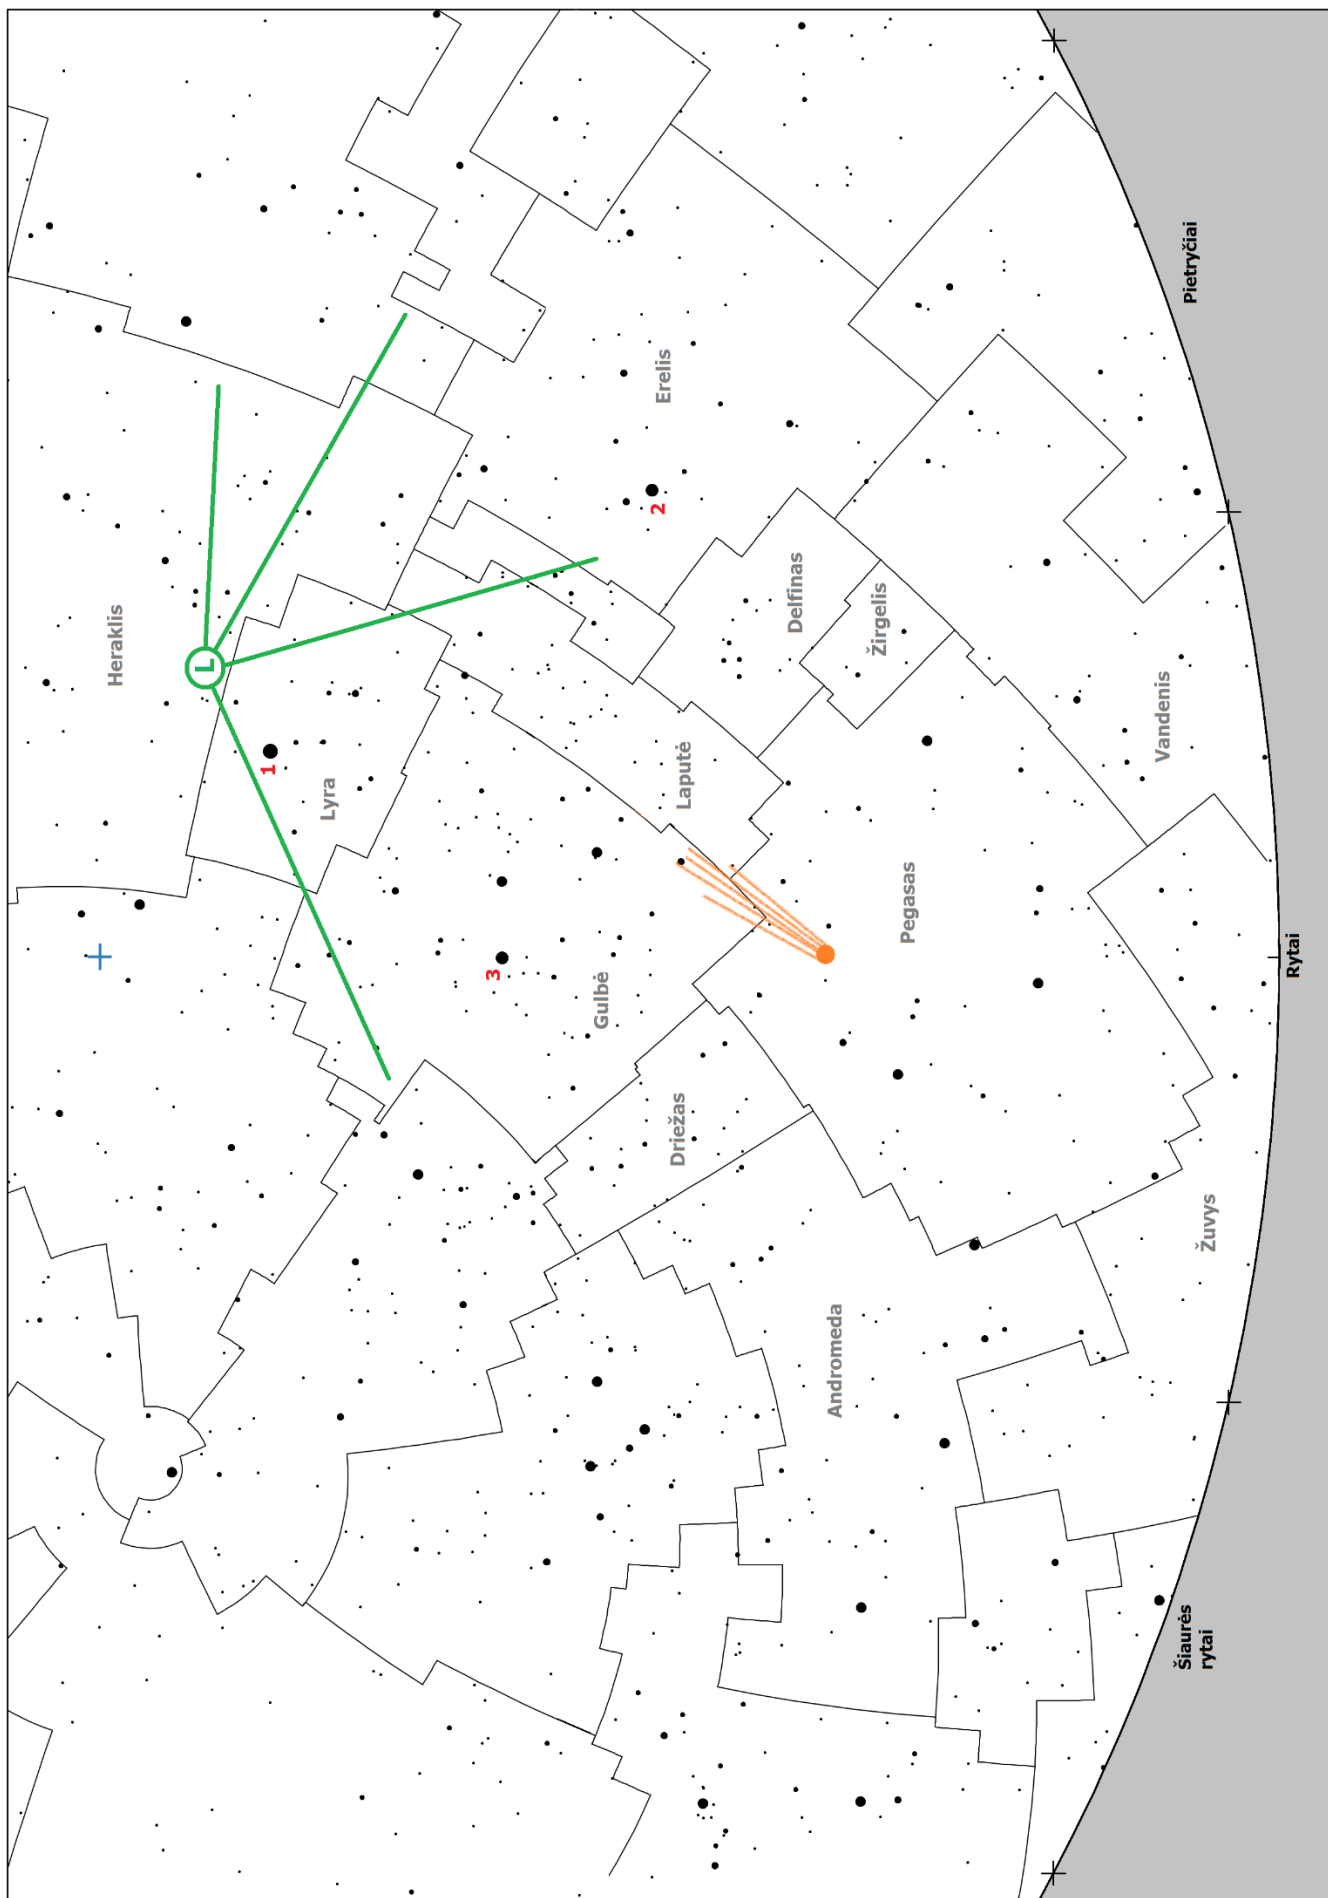 Pietryčiai
Erelis
2
Heraklis
L
Delfinas
Žirgelis
1
Lyra
Laputė
Vandenis
3
Gulbė
Pegasas
Rytai
Driežas
Žuvys
Andromeda
Šiaurės
rytai